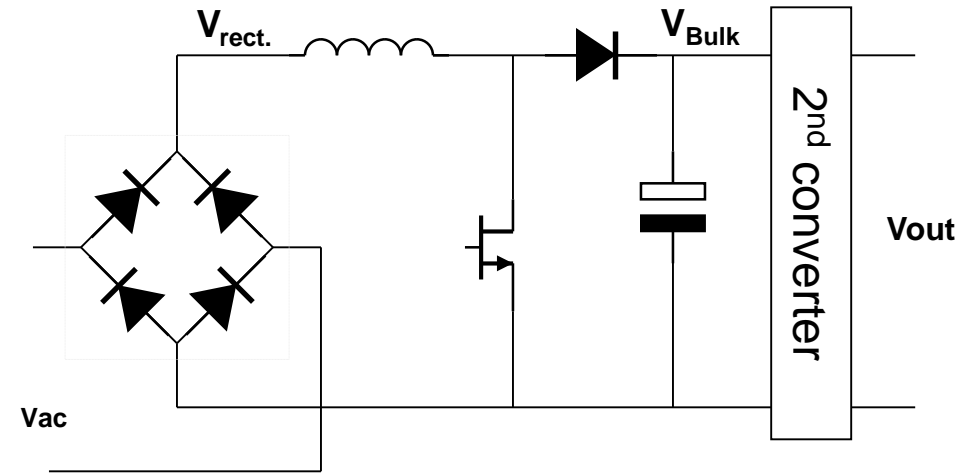 Vrect.
VBulk
2nd converter
Vout
Vac